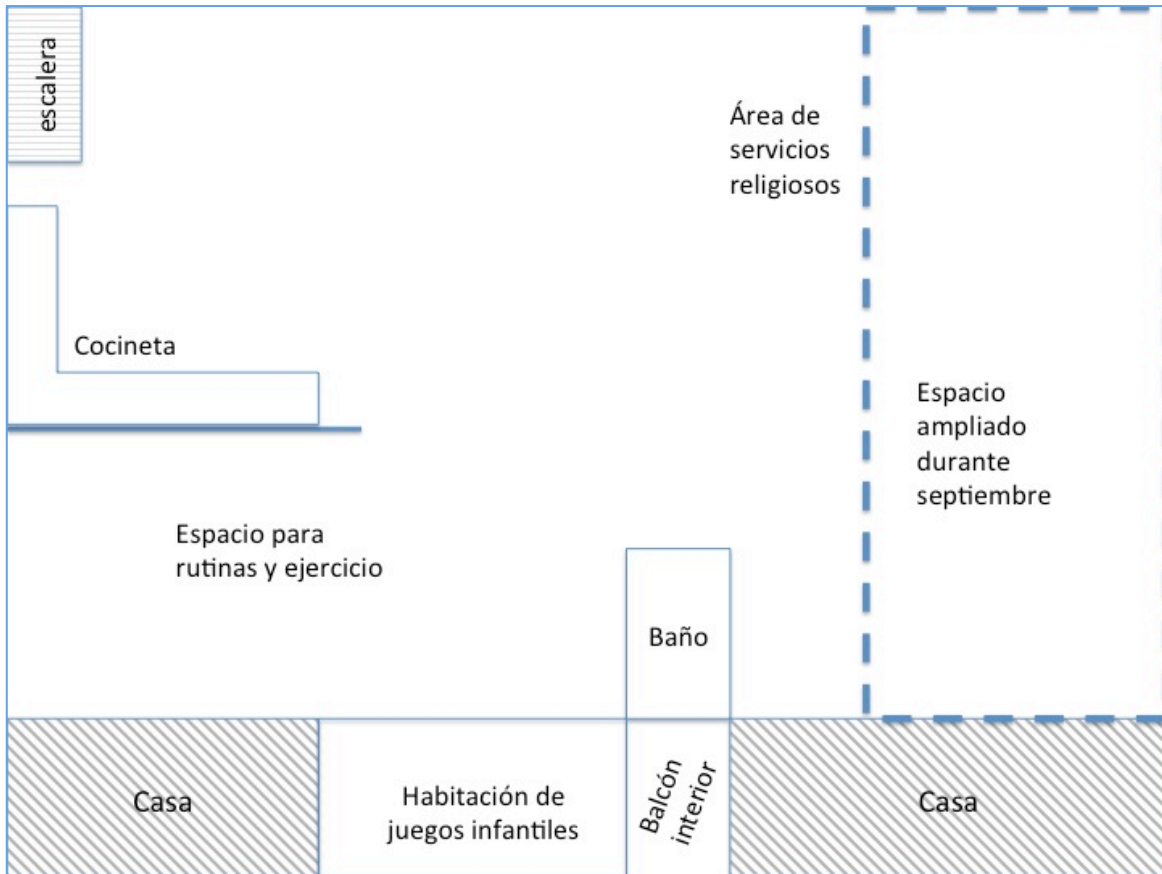 escalera
Área de
servicios
religiosos
Cocineta
Espacio
ampliado
durante
septiembre
Espacio para
rutinas y ejercicio
Baño
Casa
Habitación de
juegos infantiles
Balcón
interior
Casa